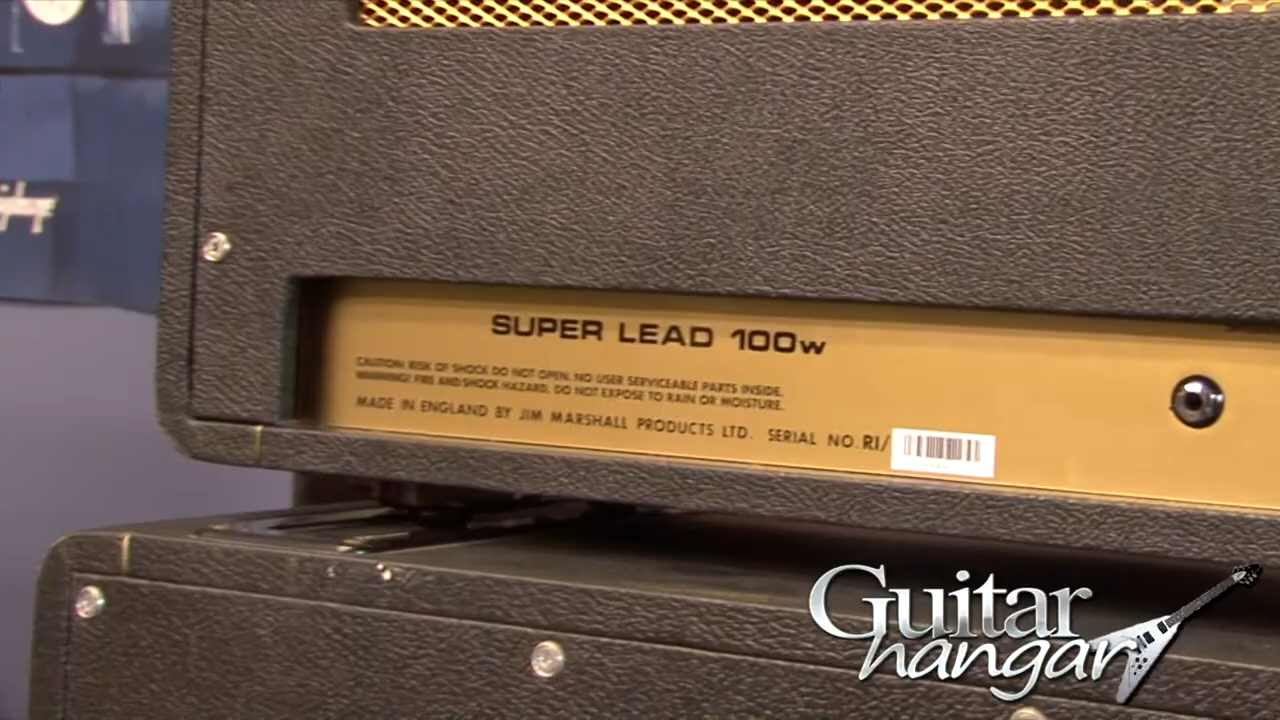 SUPER LEAD 100w
CAUTION: RISK OF SHOCK DO NOT OPEN. NO USER SERVICEABLE PARTS INSIDE.
WARNING! FIRE AND SHOCK HAZARD. DO NOT EXPOSE TO RAIN OR MOISTURE.
MADE IN ENGLAND BY JIM MARSHALL PRODUCTS LTD. SERIAL NO. RI/
Guitar
hangar